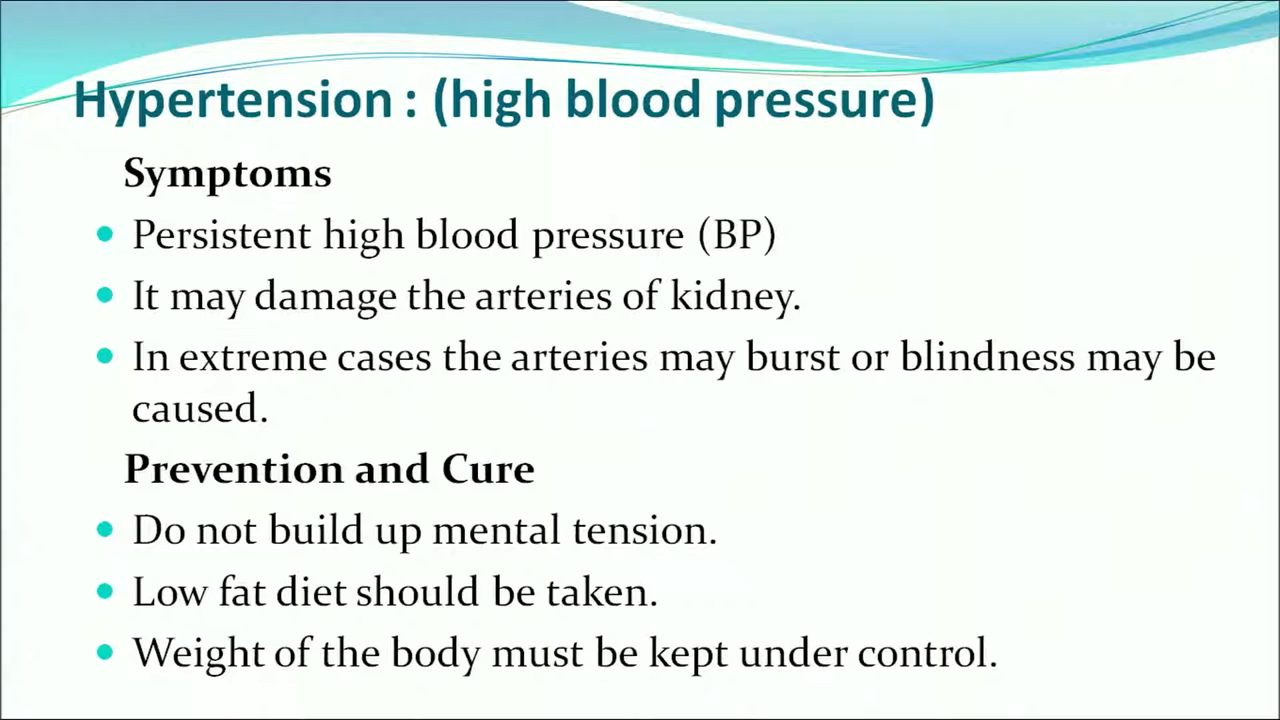 Hypertension : (high blood pressure)
Symptoms
Persistent high blood pressure (BP)
It may damage the arteries of kidney.
In extreme cases the arteries may burst or blindness may be
caused.
Prevention and Cure
Do not build up mental tension.
Low fat diet should be taken.
Weight of the body must be kept under control.